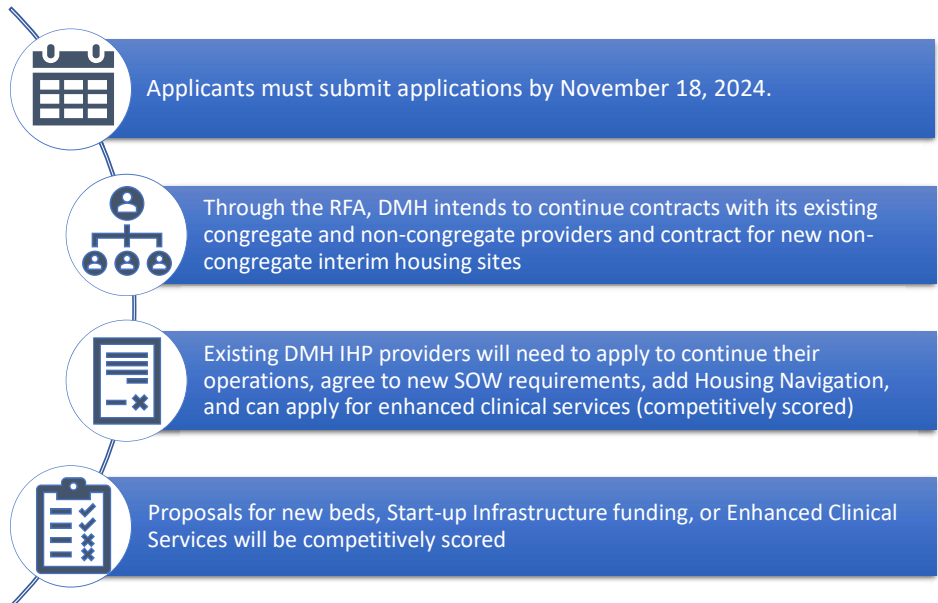 Applicants must submit applications by November 18, 2024.
Through the RFA, DMH intends to continue contracts with its existing
congregate and non-congregate providers and contract for new non-
congregate interim housing sites
Existing DMH IHP providers will need to apply to continue their
operations, agree to new SOW requirements, add Housing Navigation,
and can apply for enhanced clinical services (competitively scored)
Proposals for new beds, Start-up Infrastructure funding, or Enhanced Clinical
Services will be competitively scored